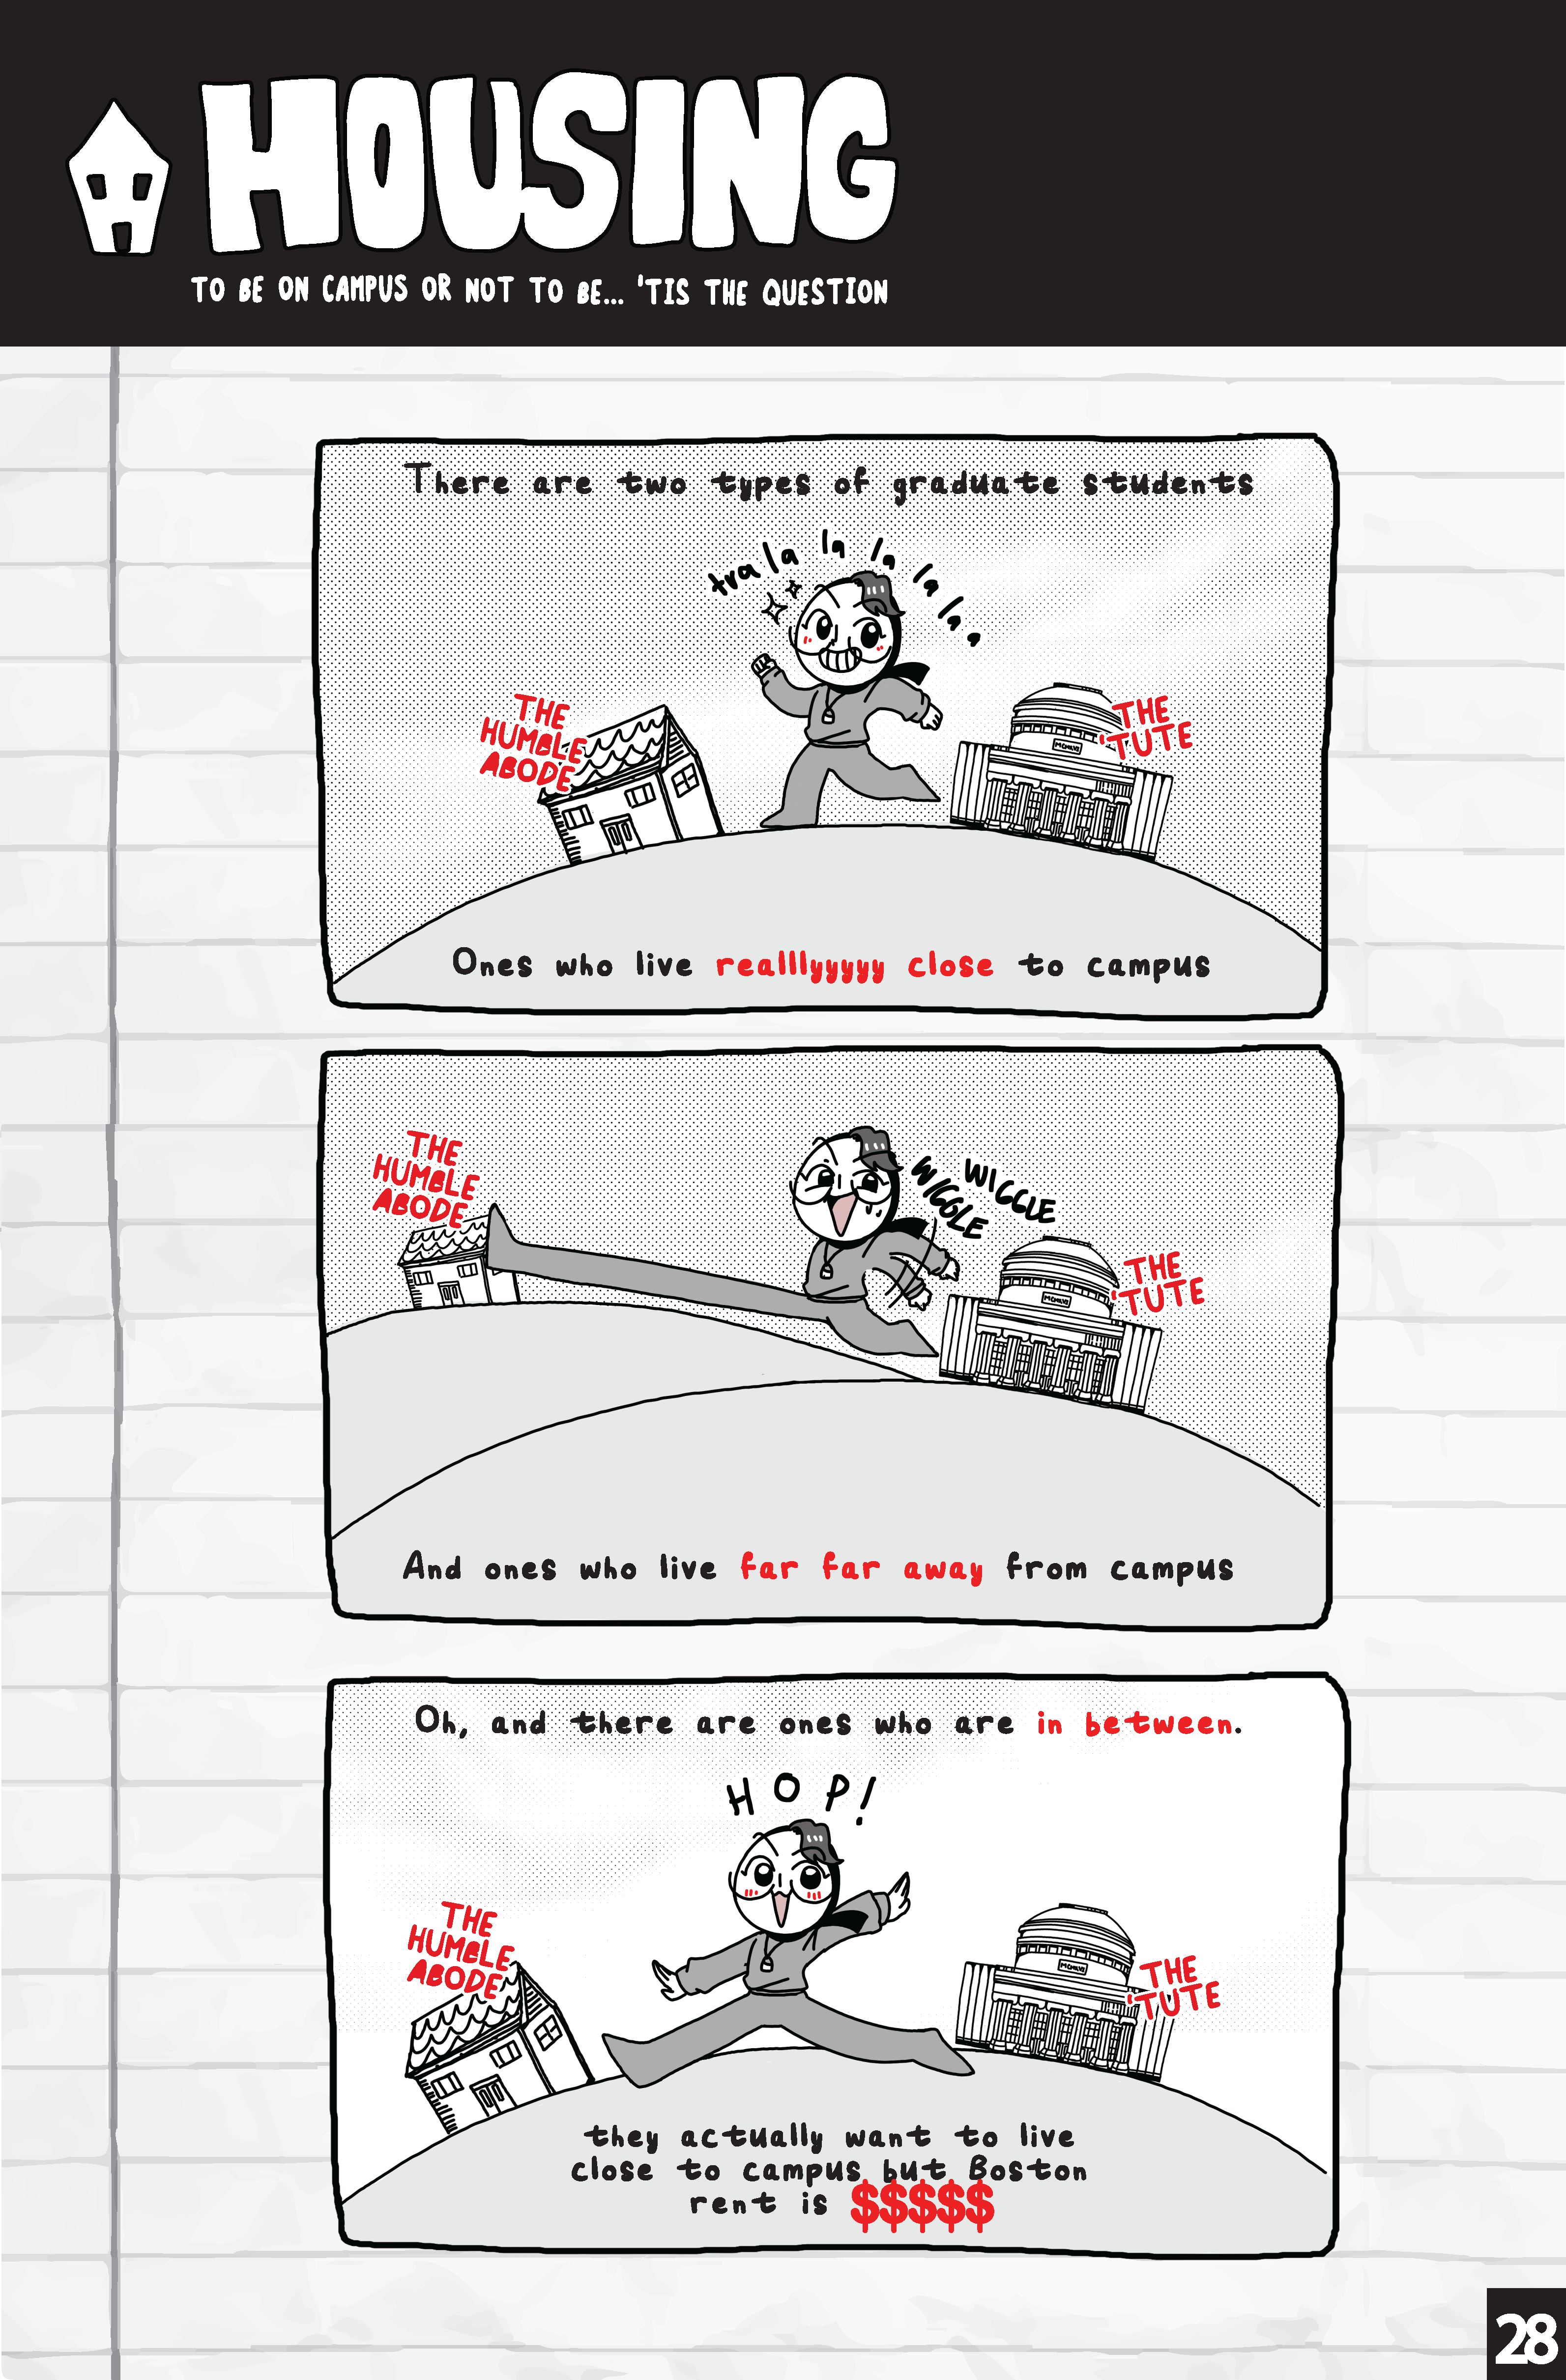 HOUSING
TO BE ON CAMPUS OR NOT TO BE... 'TIS THE QUESTION
There are two types of graduate students
tra la la la la la
THE
HUMBLE
ABODE
MCMXVI
THE
'TUTE
Ones who live realllyyyyy close to campus
THE
HUMBLE
ABODE
WIGGLE
WIGGLE
MCMXVI
THE
'TUTE
And ones who live far far away from campus
Oh, and there are ones who are in between.
HOP!
THE
HUMBLE
ABODE
MCMXVI
THE
'TUTE
they actually want to live
close to campus but Boston
rent is $$$$$
28